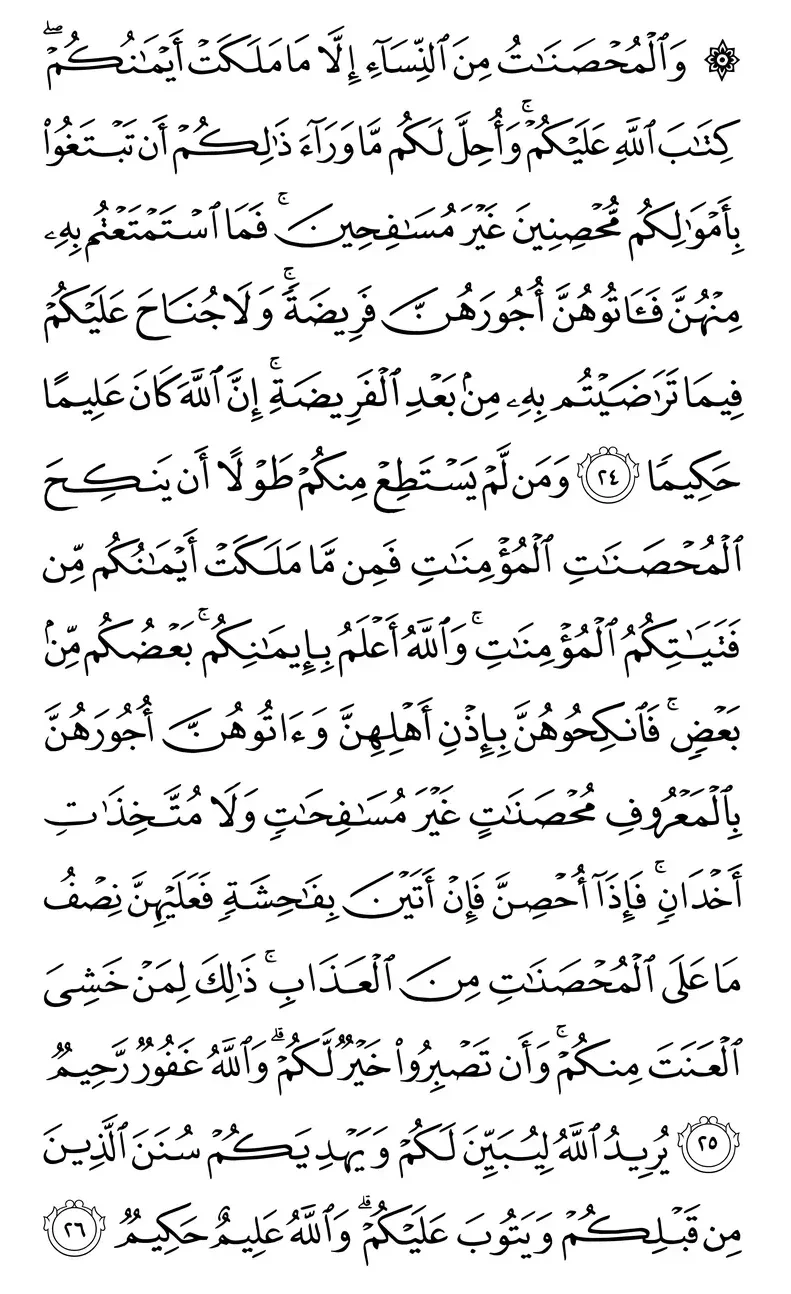 ۞ وَٱلۡمُحۡصَنَٰتُ مِنَ ٱلنِّسَآءِ إِلَّا مَا مَلَكَتۡ أَيۡمَٰنُكُمۡۖ
كِتَٰبَ ٱللَّهِ عَلَيۡكُمۡۚ وَأُحِلَّ لَكُم مَّا وَرَآءَ ذَٰلِكُمۡ أَن تَبۡتَغُواْ
بِأَمۡوَٰلِكُم مُّحۡصِنِينَ غَيۡرَ مُسَٰفِحِينَۚ فَمَا ٱسۡتَمۡتَعۡتُم بِهِۦ
مِنۡهُنَّ فَـَٔاتُوهُنَّ أُجُورَهُنَّ فَرِيضَةٗۚ وَلَا جُنَاحَ عَلَيۡكُمۡ
فِيمَا تَرَٰضَيۡتُم بِهِۦ مِنۢ بَعۡدِ ٱلۡفَرِيضَةِۚ إِنَّ ٱللَّهَ كَانَ عَلِيمًا
حَكِيمٗا ٢٤ وَمَن لَّمۡ يَسۡتَطِعۡ مِنكُمۡ طَوۡلًا أَن يَنكِحَ
ٱلۡمُحۡصَنَٰتِ ٱلۡمُؤۡمِنَٰتِ فَمِن مَّا مَلَكَتۡ أَيۡمَٰنُكُم مِّن
فَتَيَٰتِكُمُ ٱلۡمُؤۡمِنَٰتِۚ وَٱللَّهُ أَعۡلَمُ بِإِيمَٰنِكُمۚ بَعۡضُكُم مِّنۢ
بَعۡضٖۚ فَٱنكِحُوهُنَّ بِإِذۡنِ أَهۡلِهِنَّ وَءَاتُوهُنَّ أُجُورَهُنَّ
بِٱلۡمَعۡرُوفِ مُحۡصَنَٰتٍ غَيۡرَ مُسَٰفِحَٰتٖ وَلَا مُتَّخِذَٰتِ
أَخۡدَانٖۚ فَإِذَآ أُحۡصِنَّ فَإِنۡ أَتَيۡنَ بِفَٰحِشَةٖ فَعَلَيۡهِنَّ نِصۡفُ
مَا عَلَى ٱلۡمُحۡصَنَٰتِ مِنَ ٱلۡعَذَابِۚ ذَٰلِكَ لِمَنۡ خَشِيَ
ٱلۡعَنَتَ مِنكُمۡۚ وَأَن تَصۡبِرُواْ خَيۡرٞ لَّكُمۡۗ وَٱللَّهُ غَفُورٞ رَّحِيمٞ
٢٥ يُرِيدُ ٱللَّهُ لِيُبَيِّنَ لَكُمۡ وَيَهۡدِيَكُمۡ سُنَنَ ٱلَّذِينَ
مِن قَبۡلِكُمۡ وَيَتُوبَ عَلَيۡكُمۡۗ وَٱللَّهُ عَلِيمٌ حَكِيمٞ ٢٦